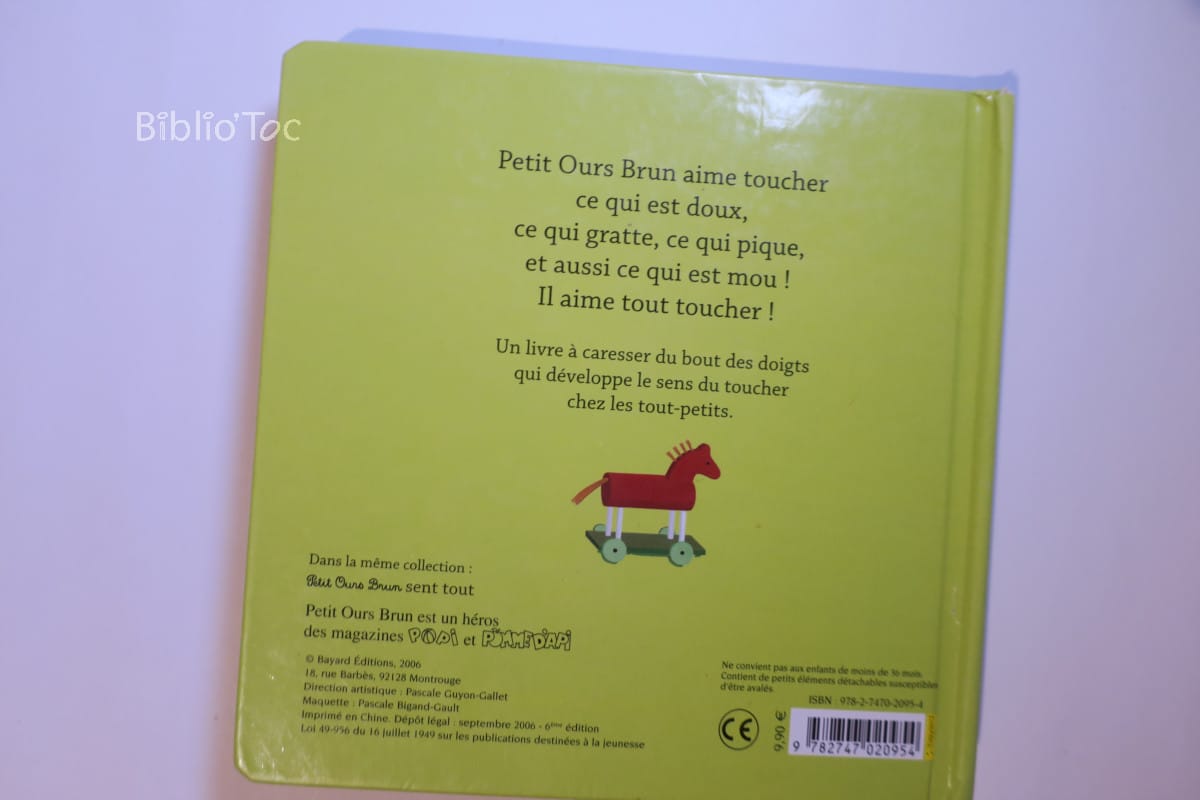 Biblio'Toc
Petit Ours Brun aime toucher
ce qui est doux,
ce qui gratte, ce qui pique,
et aussi ce qui est mou !
Il aime tout toucher !
Un livre à caresser du bout des doigts
qui développe le sens du toucher
chez les tout-petits.
Dans la même collection :
Petit Ours Brun sent tout
Petit Ours Brun est un héros
des magazines POPi et POMME D'API
© Bayard Éditions, 2006
18, rue Barbès, 92128 Montrouge
Direction artistique : Pascale Guyon-Gallet
Maquette : Pascale Bigand-Gault
Imprimé en Chine. Dépôt légal : septembre 2006 - 6ème édition
Loi 49-956 du 16 juillet 1949 sur les publications destinées à la jeunesse
Ne convient pas aux enfants de moins de 36 mois.
Contient de petits éléments détachables susceptibles
d'être avalés.
ISBN : 978-2-7470-2095-4
CE
9,90 €
9 782747 020954